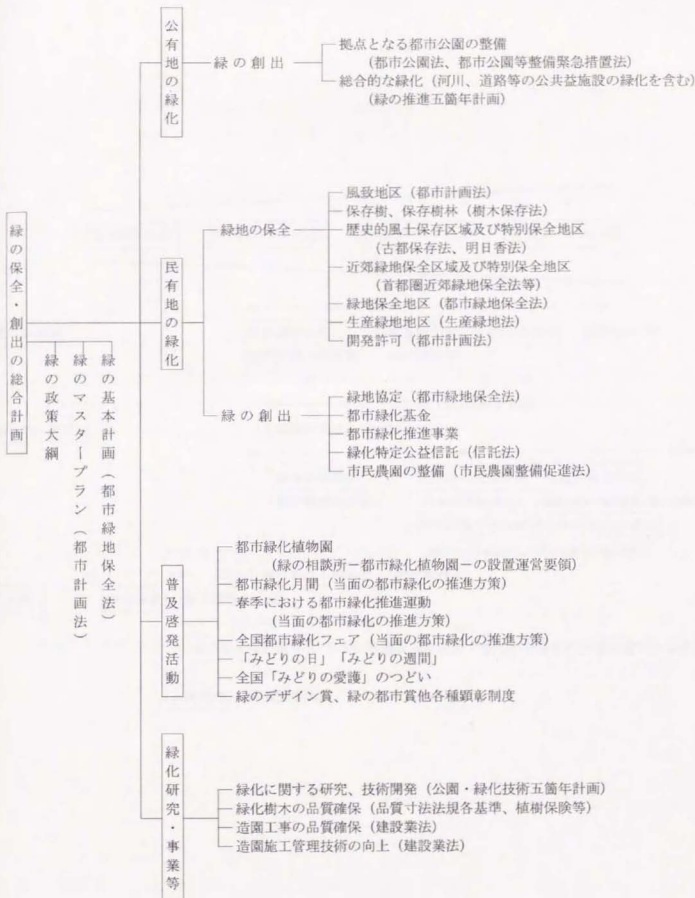 緑の保全・創出の総合計画
緑の基本計画（都市緑地保全法）
緑のマスタープラン（都市計画法）
緑の政策大綱
公有地の緑化
緑の創出
拠点となる都市公園の整備
（都市公園法、都市公園等整備緊急措置法）
総合的な緑化（河川、道路等の公共益施設の緑化を含む）
（緑の推進五箇年計画）
民有地の緑化
緑地の保全
風致地区（都市計画法）
保存樹、保存樹林（樹木保存法）
歴史的風土保存区域及び特別保全地区
（古都保存法、明日香法）
近郊緑地保全区域及び特別保全地区
（首都圏近郊緑地保全法等）
緑地保全地区（都市緑地保全法）
生産緑地地区（生産緑地法）
開発許可（都市計画法）
緑の創出
緑地協定（都市緑地保全法）
都市緑化基金
都市緑化推進事業
緑化特定公益信託（信託法）
市民農園の整備（市民農園整備促進法）
普及啓発活動
都市緑化植物園
（緑の相談所－都市緑化植物園－の設置運営要領）
都市緑化月間（当面の都市緑化の推進方策）
春季における都市緑化推進運動
（当面の都市緑化の推進方策）
全国都市緑化フェア（当面の都市緑化の推進方策）
「みどりの日」「みどりの週間」
全国「みどりの愛護」のつどい
緑のデザイン賞、緑の都市賞他各種顕彰制度
緑化研究・事業等
緑化に関する研究、技術開発（公園・緑化技術五箇年計画）
緑化樹木の品質確保（品質寸法法規各基準、植樹保険等）
造園工事の品質確保（建設業法）
造園施工管理技術の向上（建設業法）